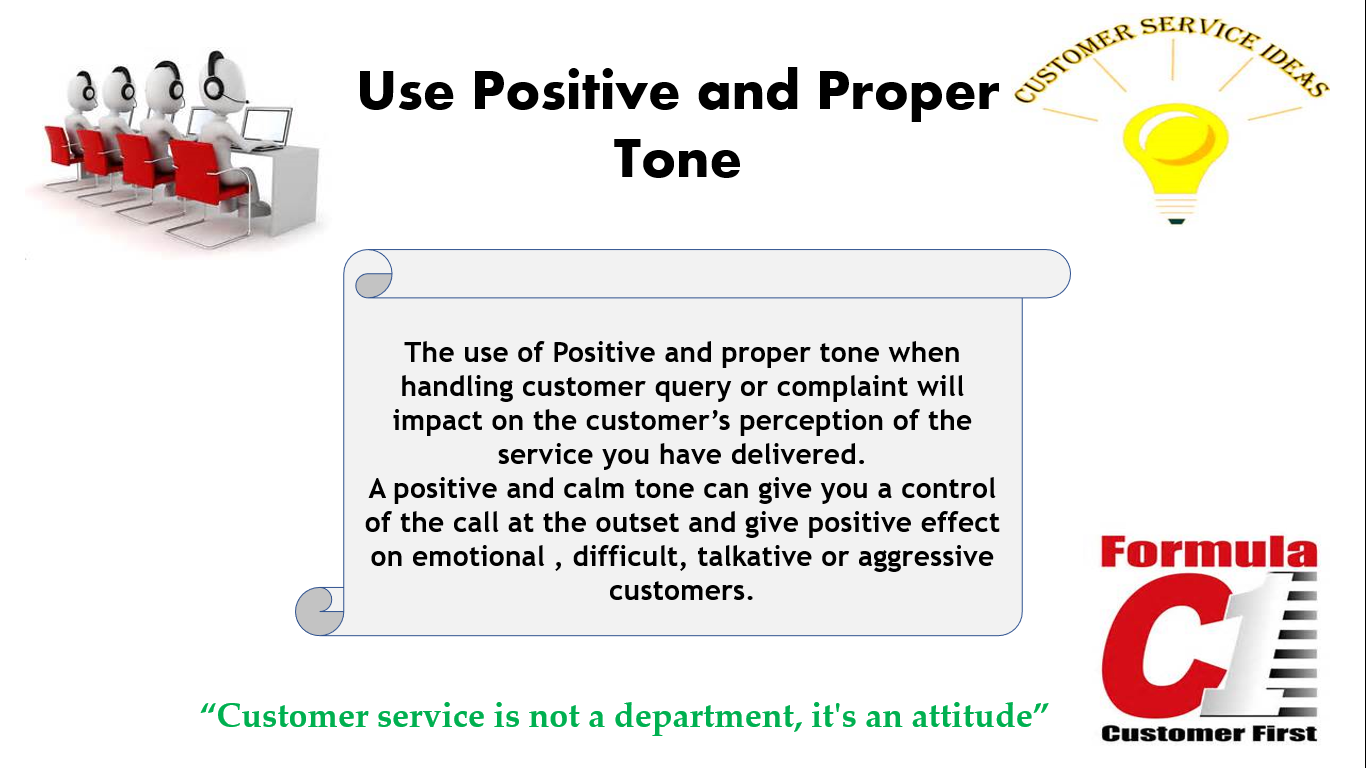 CUSTOMER SERVICE IDEAS
Use Positive and Proper
Tone
The use of Positive and proper tone when
handling customer query or complaint will
impact on the customer’s perception of the
service you have delivered.
A positive and calm tone can give you a control
of the call at the outset and give positive effect
on emotional , difficult, talkative or aggressive
customers.
Formula
C1
Customer First
“Customer service is not a department, it's an attitude”